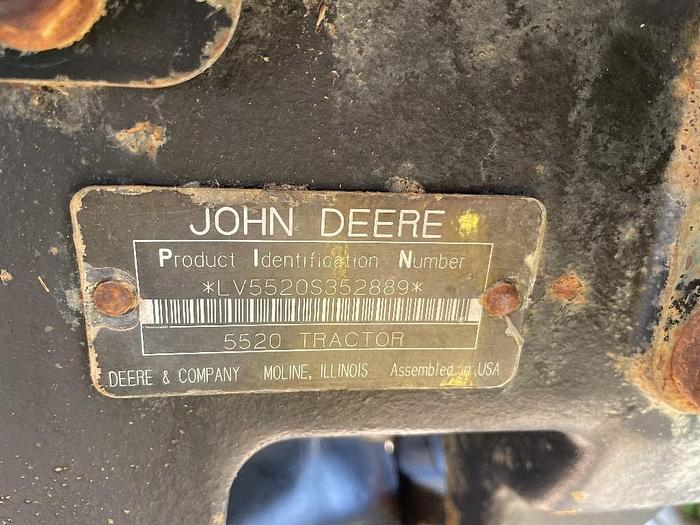 JOHN DEERE
Product Identification Number
*LV5520S352889*
5520 TRACTOR
DEERE & COMPANY MOLINE, ILLINOIS Assembled in USA